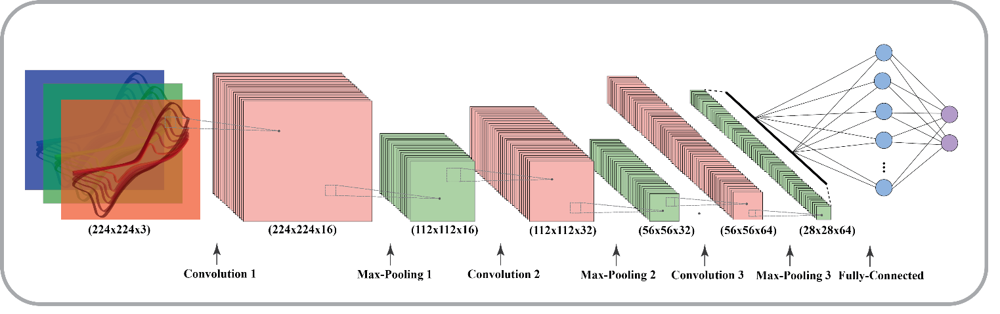 (224x224x3) (224x224x16) (112x112x16) (112x112x32) (56x56x32) (56x56x64) (28x28x64)
Convolution 1 Max-Pooling 1 Convolution 2 Max-Pooling 2 Convolution 3 Max-Pooling 3 Fully-Connected